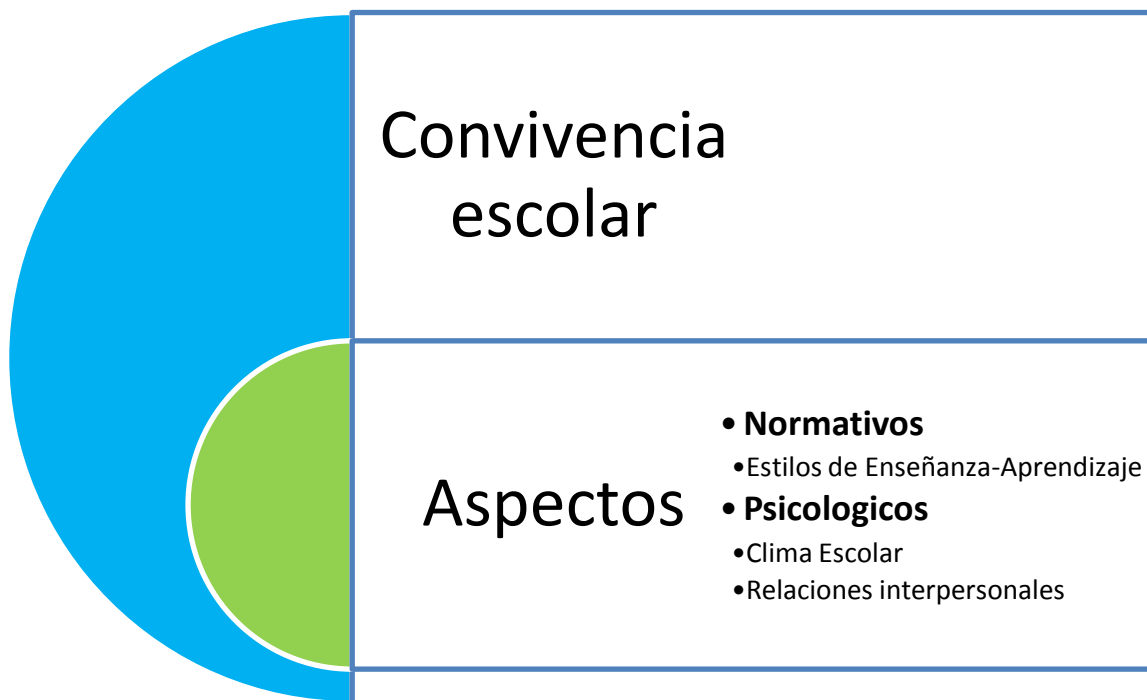 Convivencia
escolar
Aspectos
• Normativos
•Estilos de Enseñanza-Aprendizaje
• Psicologicos
•Clima Escolar
•Relaciones interpersonales